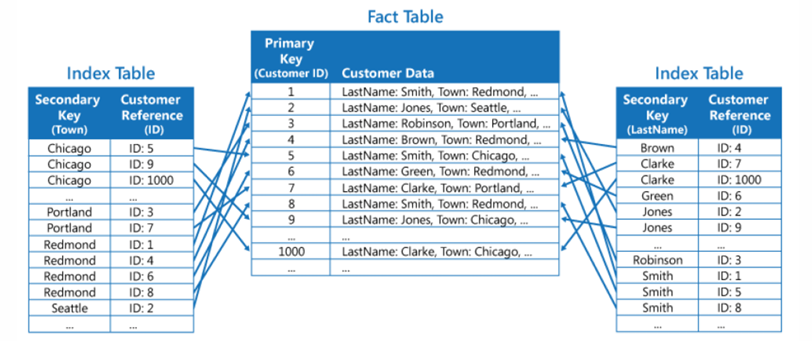 Fact Table
Primary
Key
(Customer ID) Customer Data
1 LastName: Smith, Town: Redmond, ...
2 LastName: Jones, Town: Seattle, ...
3 LastName: Robinson, Town: Portland, ...
4 LastName: Brown, Town: Redmond, ...
5 LastName: Smith, Town: Chicago, ...
6 LastName: Green, Town: Redmond, ...
7 LastName: Clarke, Town: Portland, ...
8 LastName: Smith, Town: Redmond, ...
9 LastName: Jones, Town: Chicago, ...
... ...
1000 LastName: Clarke, Town: Chicago, ...
... ...
Index Table
Secondary Customer
Key Reference
(Town) (ID)
Chicago ID: 5
Chicago ID: 9
Chicago ID: 1000
... ...
Portland ID: 3
Portland ID: 7
Redmond ID: 1
Redmond ID: 4
Redmond ID: 6
Redmond ID: 8
Seattle ID: 2
... ...
Index Table
Secondary Customer
Key Reference
(LastName) (ID)
Brown ID: 4
Clarke ID: 7
Clarke ID: 1000
Green ID: 6
Jones ID: 2
Jones ID: 9
... ...
Robinson ID: 3
Smith ID: 1
Smith ID: 5
Smith ID: 8
... ...